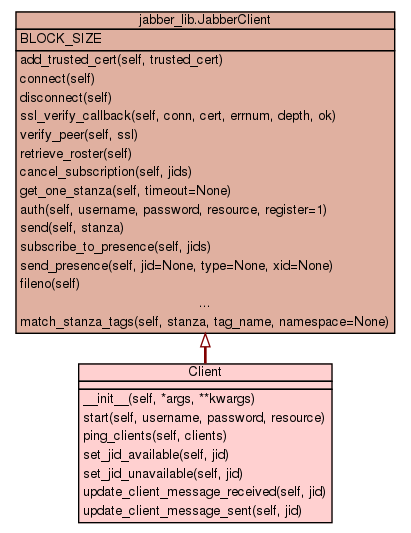 jabber_lib.JabberClient
BLOCK_SIZE
add_trusted_cert(self, trusted_cert)
connect(self)
disconnect(self)
ssl_verify_callback(self, conn, cert, errnum, depth, ok)
verify_peer(self, ssl)
retrieve_roster(self)
cancel_subscription(self, jids)
get_one_stanza(self, timeout=None)
auth(self, username, password, resource, register=1)
send(self, stanza)
subscribe_to_presence(self, jids)
send_presence(self, jid=None, type=None, xid=None)
fileno(self)
...
match_stanza_tags(self, stanza, tag_name, namespace=None)
Client
__init__(self, *args, **kwargs)
start(self, username, password, resource)
ping_clients(self, clients)
set_jid_available(self, jid)
set_jid_unavailable(self, jid)
update_client_message_received(self, jid)
update_client_message_sent(self, jid)